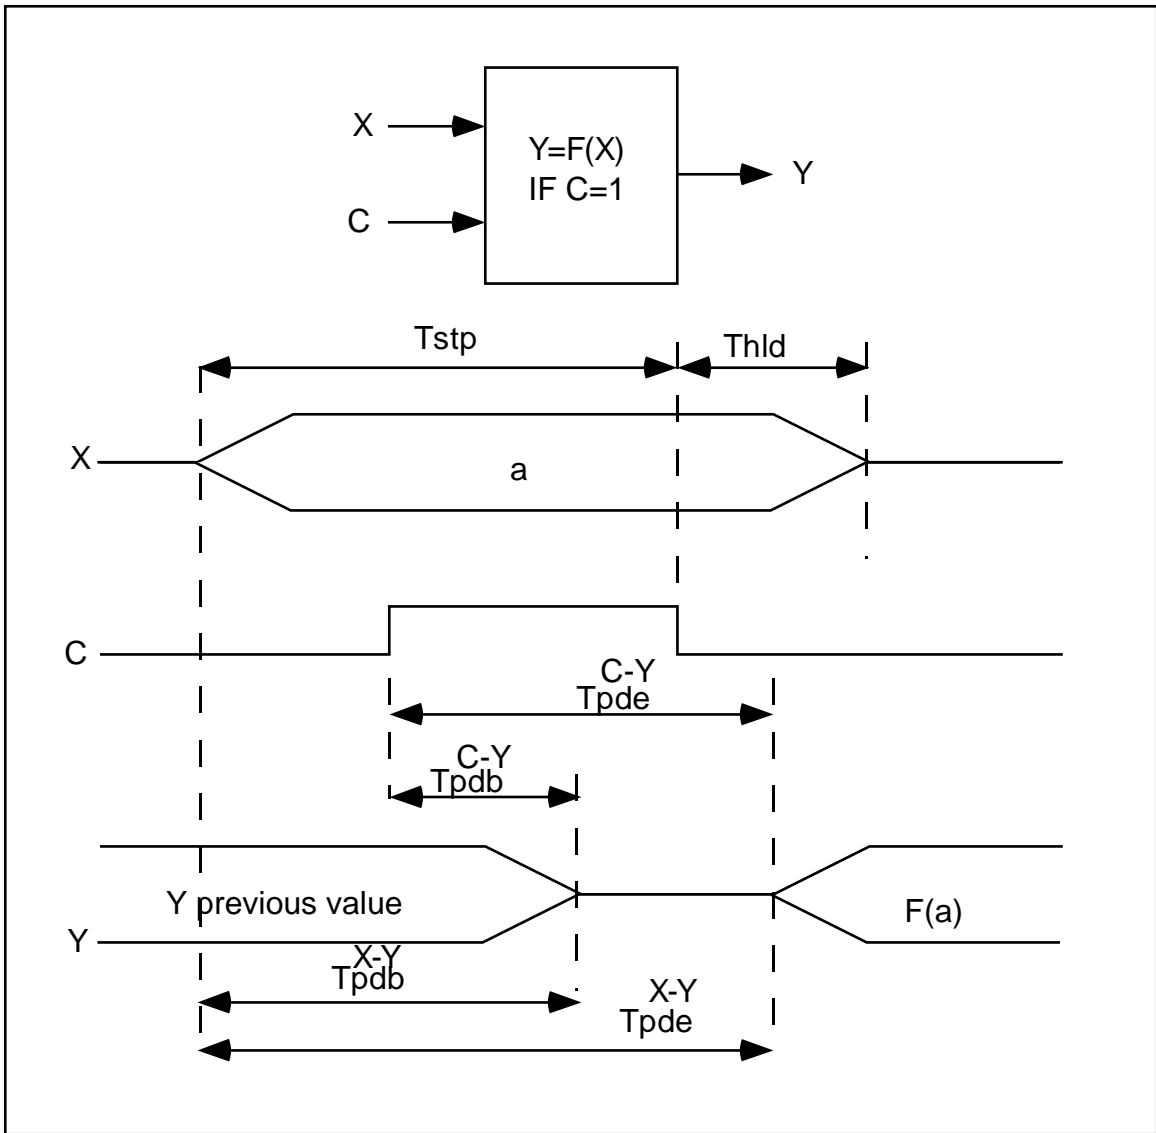 X
Y=F(X)
IF C=1
Y
C
Tstp
Thld
X
a
C
C-Y
Tpde
C-Y
Tpdb
Y previous value
F(a)
Y
X-Y
Tpdb
X-Y
Tpde